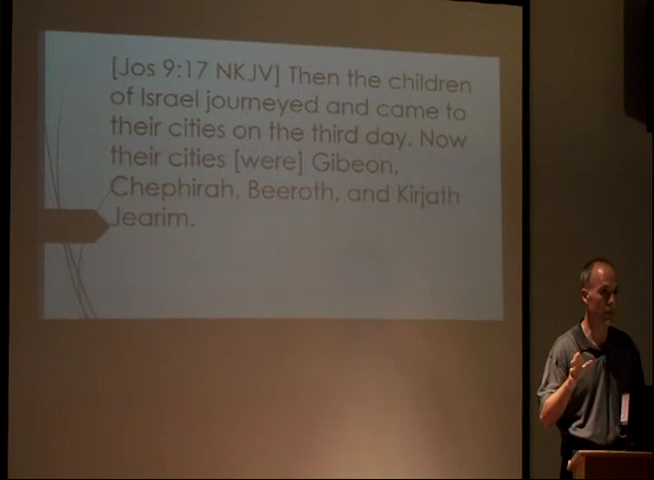 [Jos 9:17 NKJV] Then the children
of Israel journeyed and came to
their cities on the third day. Now
their cities [were] Gibeon,
Chephirah, Beeroth, and Kirjath
Jearim.